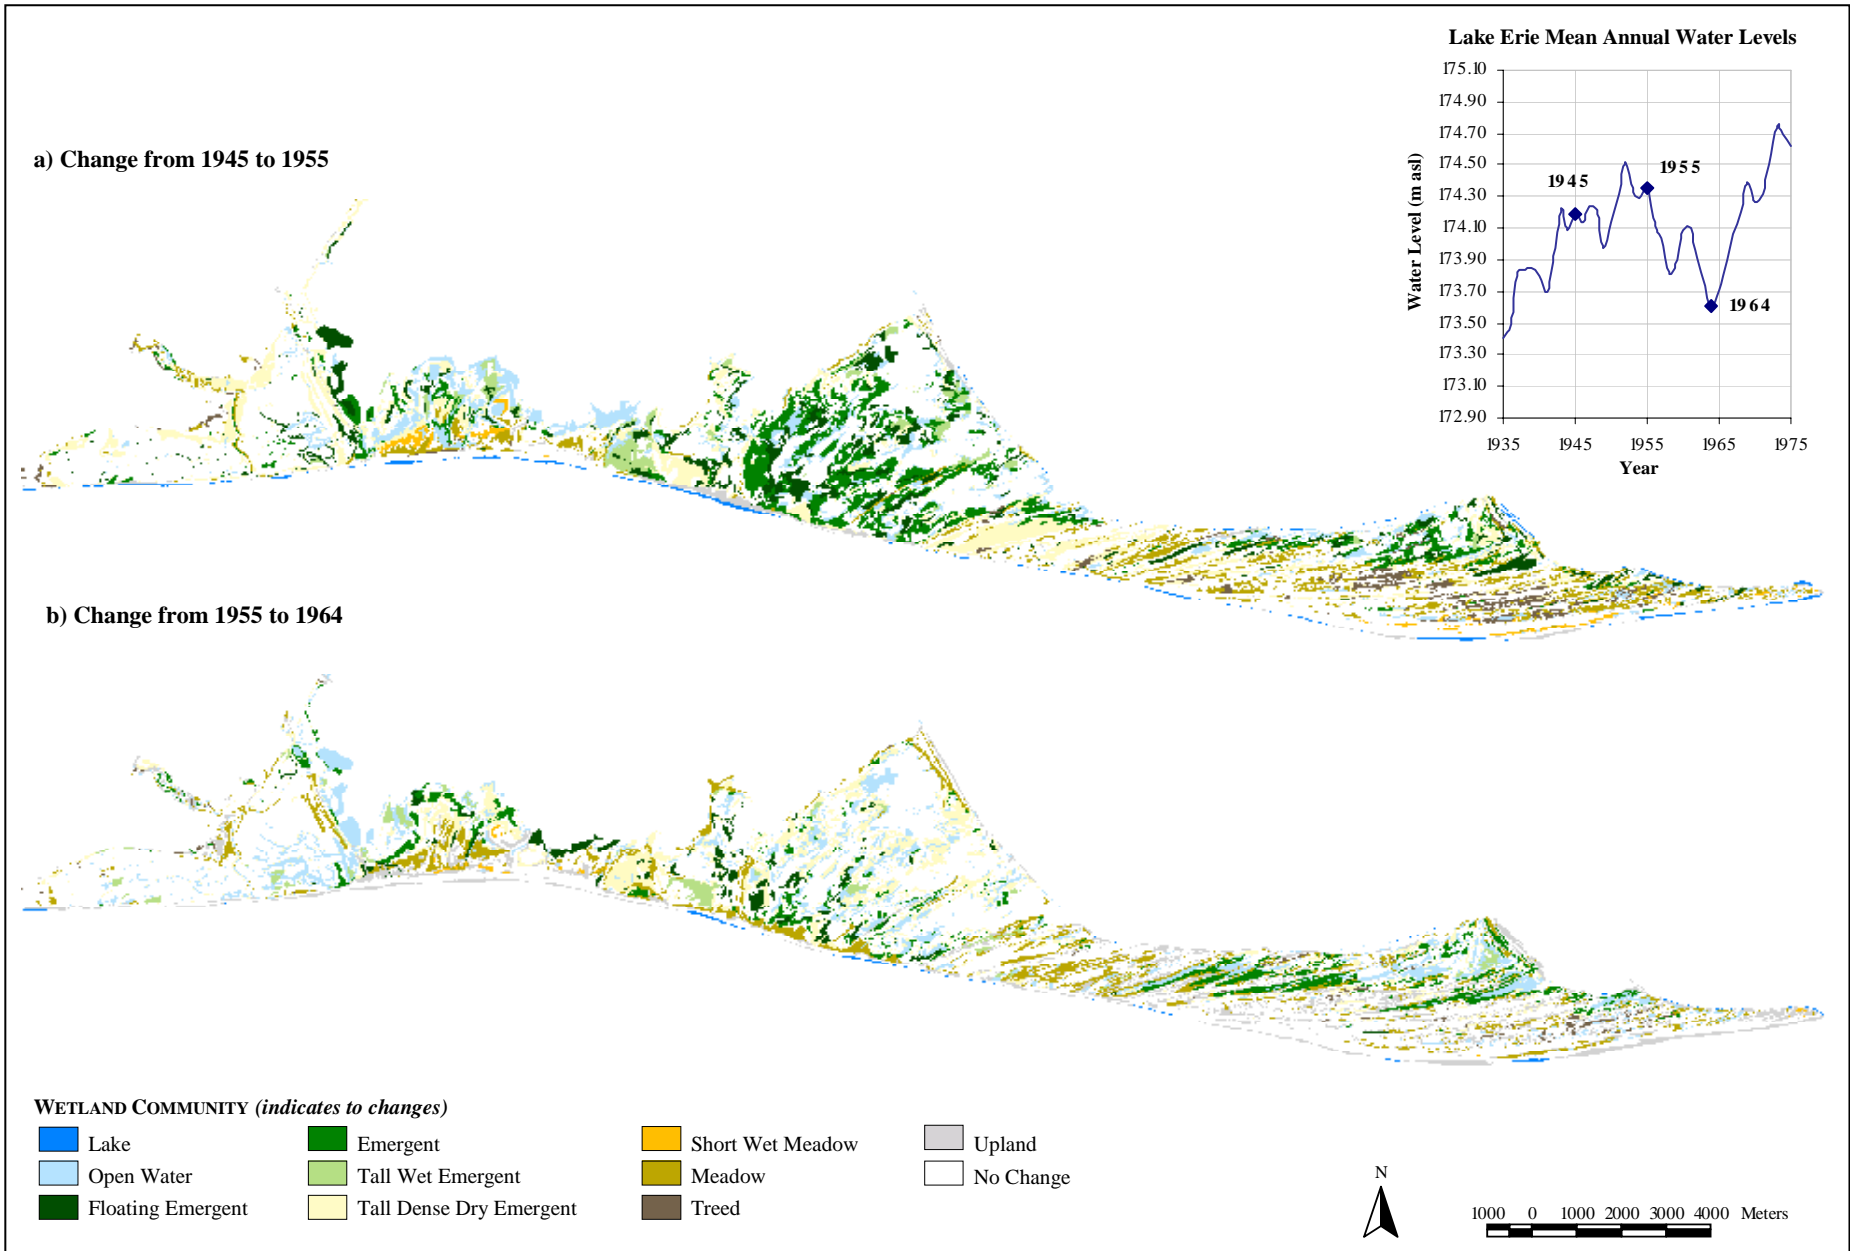 Lake Erie Mean Annual Water Levels
175.10
174.90
174.70
174.50
174.30
174.10
173.90
173.70
173.50
173.30
173.10
172.90
Water Level (m asl)
1945
1955
1964
1935 1945 1955 1965 1975
Year
a) Change from 1945 to 1955
b) Change from 1955 to 1964
WETLAND COMMUNITY (indicates to changes)
Lake
Open Water
Floating Emergent
Emergent
Tall Wet Emergent
Tall Dense Dry Emergent
Short Wet Meadow
Meadow
Treed
Upland
No Change
N
1000 0 1000 2000 3000 4000 Meters